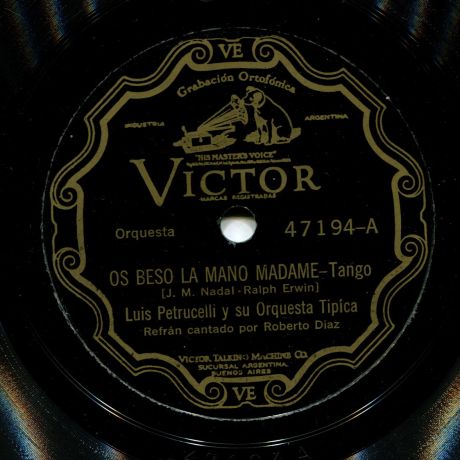 VE
Grabación Ortofónica
INDUSTRIA ARGENTINA
"HIS MASTER'S VOICE"
VICTOR
MARCAS REGISTRADAS
Orquesta 47194-A
OS BESO LA MANO MADAME-Tango
[J. M. Nadal - Ralph Erwin]
Luis Petrucelli y su Orquesta Típica
Refrán cantado por Roberto Díaz
VICTOR TALKING MACHINE CO.
SUCURSAL ARGENTINA
BUENOS AIRES
VE